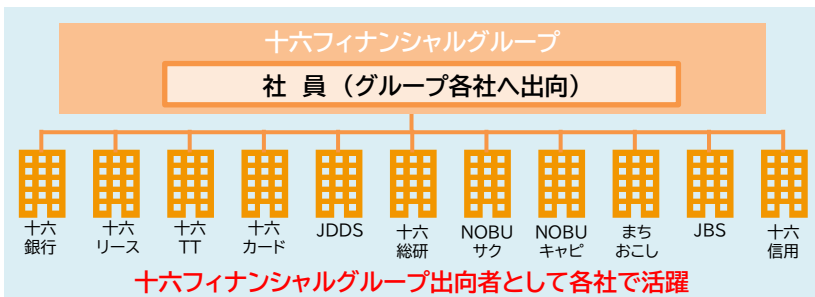 十六フィナンシャルグループ
社 員（グループ各社へ出向）
十六
銀行
十六
リース
十六
TT
十六
カード
JDDS
十六
総研
NOBU
サク
NOBU
キャピ
まち
おこし
JBS
十六
信用
十六フィナンシャルグループ出向者として各社で活躍